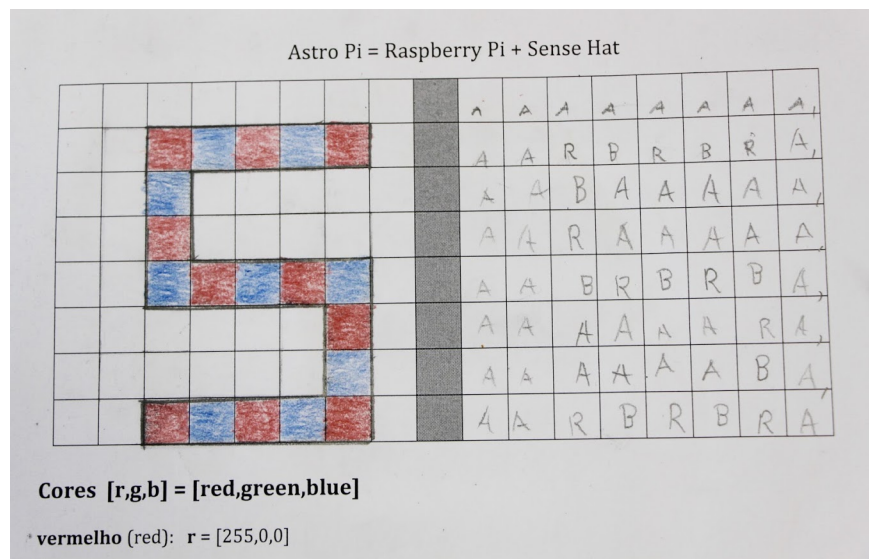 Astro Pi = Raspberry Pi + Sense Hat
A A A A A A A A,
A A R B R B R A,
A A B A A A A A,
A A R A A A A A,
A A B R B R B A,
A A A A A A R A,
A A A A A A B A,
A A R B R B R A
Cores [r,g,b] = [red,green,blue]
vermelho (red): r = [255,0,0]